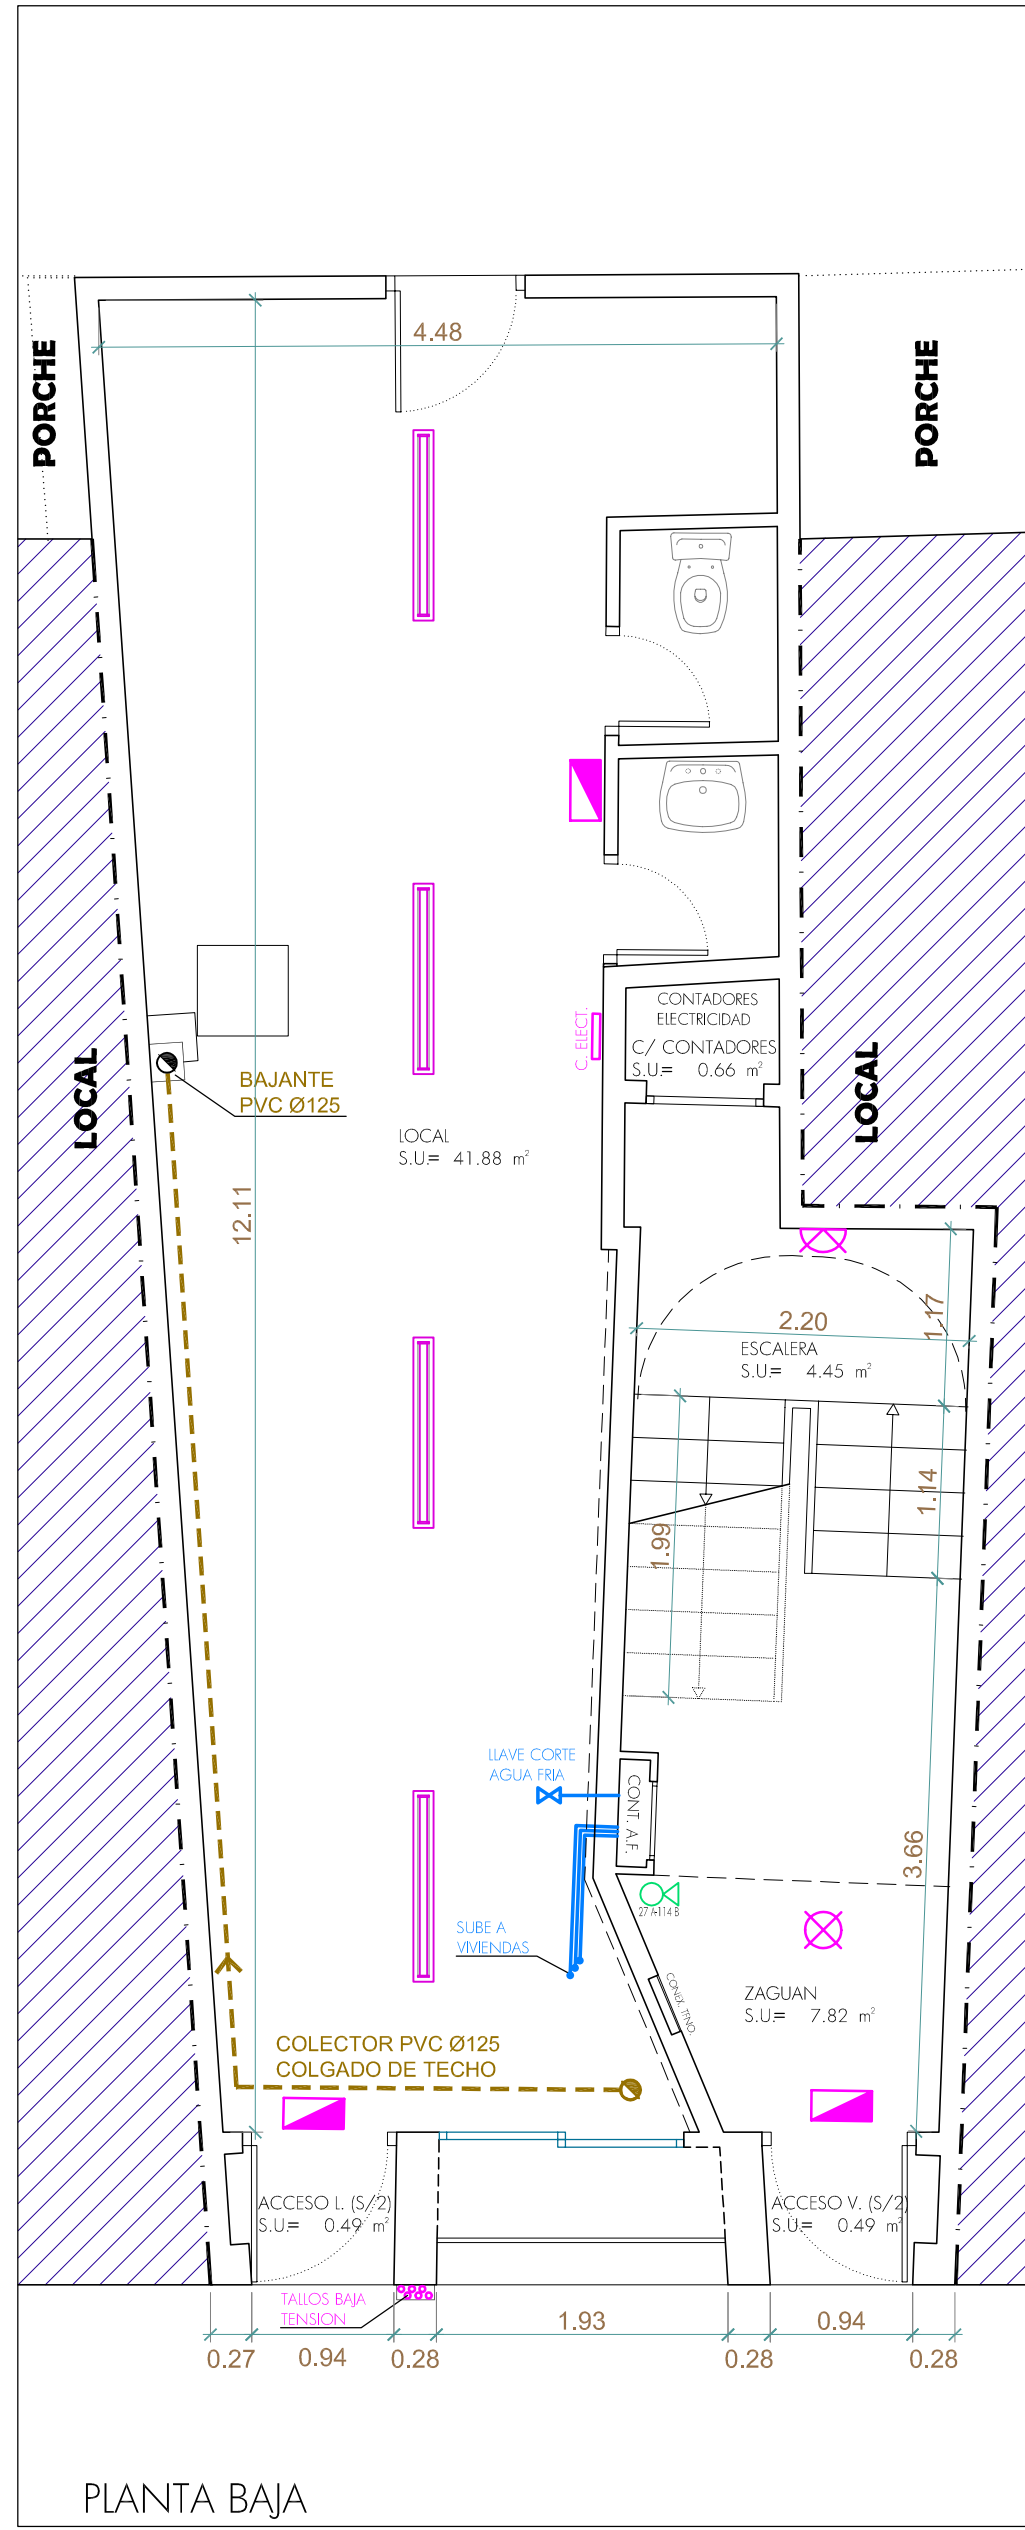 4.48
PORCHE
PORCHE
CONTADORES
ELECTRICIDAD
C/ CONTADORES
S.U.= 0.66 m²
C. ELECT.
LOCAL
LOCAL
BAJANTE
PVC Ø125
LOCAL
S.U.= 41.88 m²
12.11
1.17
2.20
ESCALERA
S.U.= 4.45 m²
1.14
1.99
LLAVE CORTE
AGUA FRIA
CONT. A.F.
3.66
27 A-114 B
SUBE A
VIVIENDAS
CONEX. TFNO.
ZAGUAN
S.U.= 7.82 m²
COLECTOR PVC Ø125
COLGADO DE TECHO
ACCESO L. (S/2)
S.U.= 0.49 m²
ACCESO V. (S/2)
S.U.= 0.49 m²
TALLOS BAJA
TENSION
1.93
0.94
0.27
0.94
0.28
0.28
0.28
PLANTA BAJA